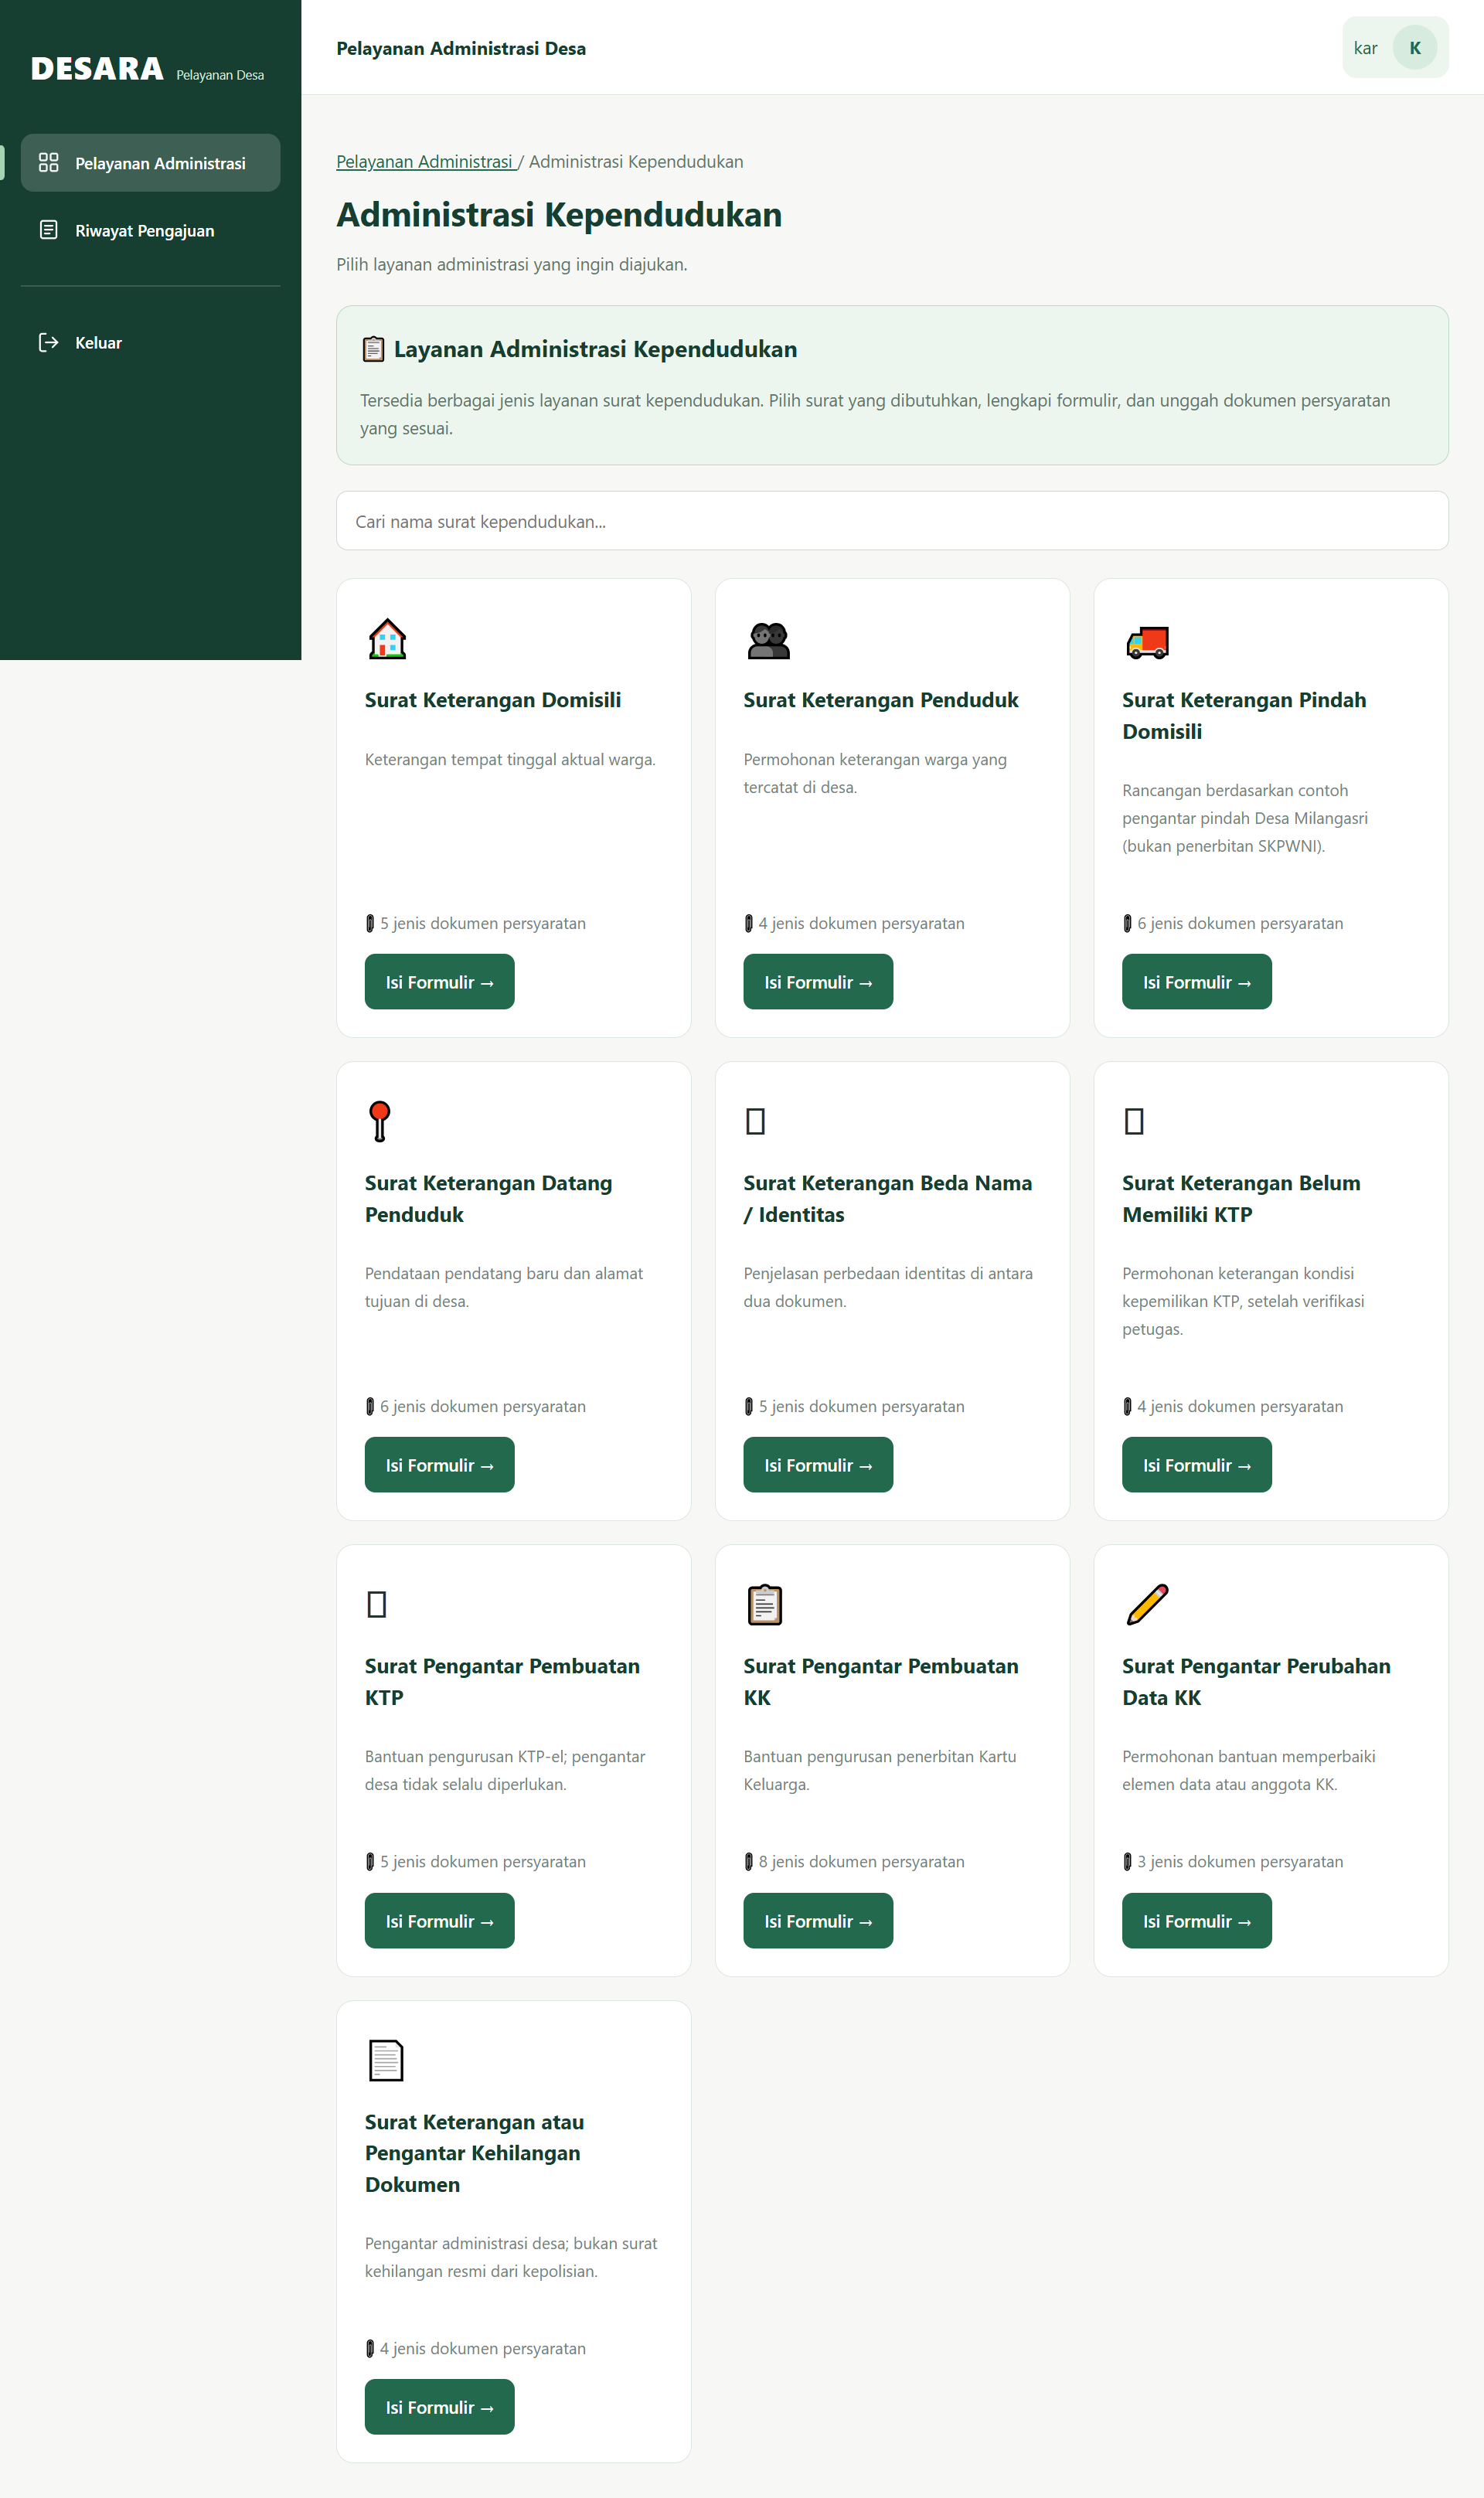 DESARA Pelayanan Desa
Pelayanan Administrasi
Riwayat Pengajuan
Keluar
Pelayanan Administrasi Desa
kar K
Pelayanan Administrasi / Administrasi Kependudukan
Administrasi Kependudukan
Pilih layanan administrasi yang ingin diajukan.
Layanan Administrasi Kependudukan
Tersedia berbagai jenis layanan surat kependudukan. Pilih surat yang dibutuhkan, lengkapi formulir, dan unggah dokumen persyaratan
yang sesuai.
Cari nama surat kependudukan...
Surat Keterangan Domisili
Keterangan tempat tinggal aktual warga.
5 jenis dokumen persyaratan
Isi Formulir →
Surat Keterangan Penduduk
Permohonan keterangan warga yang
tercatat di desa.
4 jenis dokumen persyaratan
Isi Formulir →
Surat Keterangan Pindah
Domisili
Rancangan berdasarkan contoh
pengantar pindah Desa Milangasri
(bukan penerbitan SKPWNI).
6 jenis dokumen persyaratan
Isi Formulir →
Surat Keterangan Datang
Penduduk
Pendataan pendatang baru dan alamat
tujuan di desa.
6 jenis dokumen persyaratan
Isi Formulir →
Surat Keterangan Beda Nama
/ Identitas
Penjelasan perbedaan identitas di antara
dua dokumen.
5 jenis dokumen persyaratan
Isi Formulir →
Surat Keterangan Belum
Memiliki KTP
Permohonan keterangan kondisi
kepemilikan KTP, setelah verifikasi
petugas.
4 jenis dokumen persyaratan
Isi Formulir →
Surat Pengantar Pembuatan
KTP
Bantuan pengurusan KTP-el; pengantar
desa tidak selalu diperlukan.
5 jenis dokumen persyaratan
Isi Formulir →
Surat Pengantar Pembuatan
KK
Bantuan pengurusan penerbitan Kartu
Keluarga.
8 jenis dokumen persyaratan
Isi Formulir →
Surat Pengantar Perubahan
Data KK
Permohonan bantuan memperbaiki
elemen data atau anggota KK.
3 jenis dokumen persyaratan
Isi Formulir →
Surat Keterangan atau
Pengantar Kehilangan
Dokumen
Pengantar administrasi desa; bukan surat
kehilangan resmi dari kepolisian.
4 jenis dokumen persyaratan
Isi Formulir →